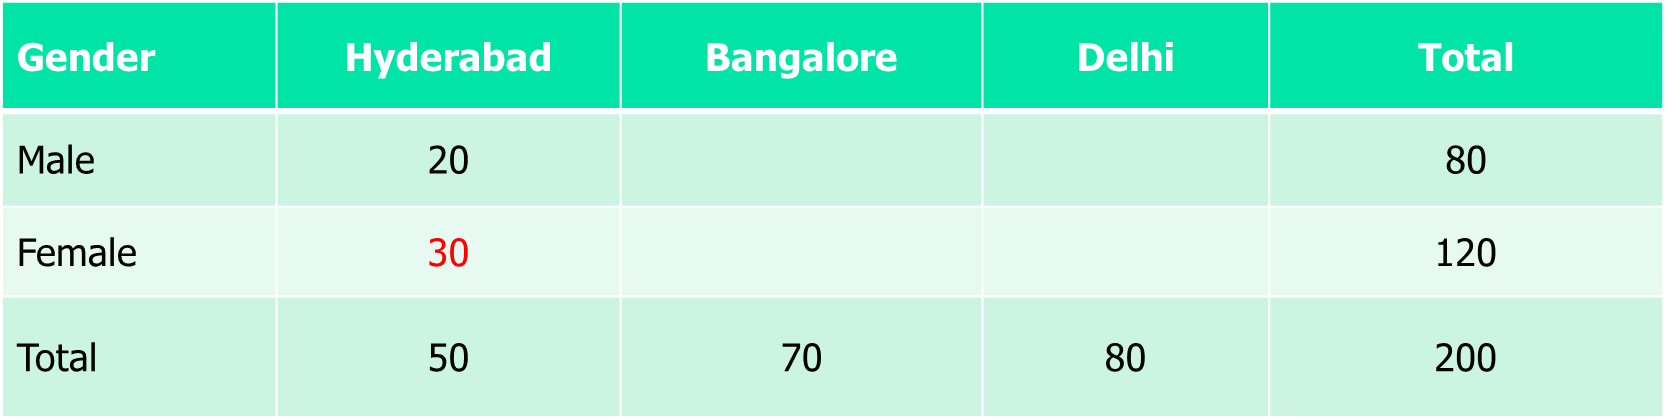 Gender Hyderabad Bangalore Delhi Total
Male 20 80
Female 30 120
Total 50 70 80 200